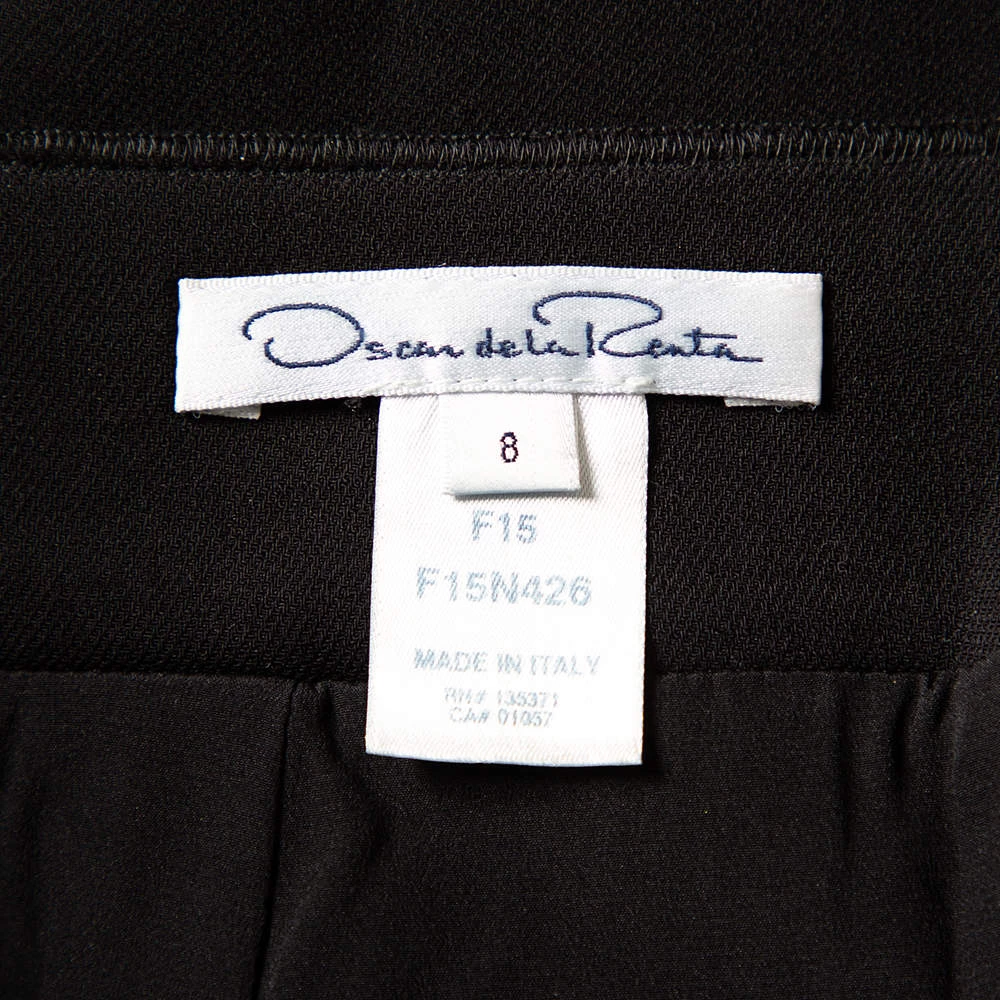 Oscar de la Renta
8
F15
F15N426
MADE IN ITALY
RN# 135371
CA# 01057